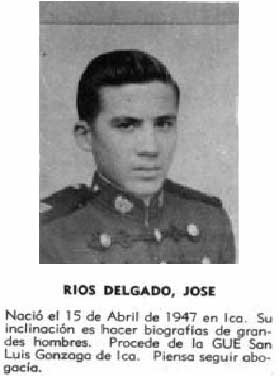 RIOS DELGADO, JOSE
Nació el 15 de Abril de 1947 en Ica. Su
inclinación es hacer biografías de gran-
des hombres. Procede de la GUE San
Luis Gonzaga de Ica. Piensa seguir abo-
gacía.